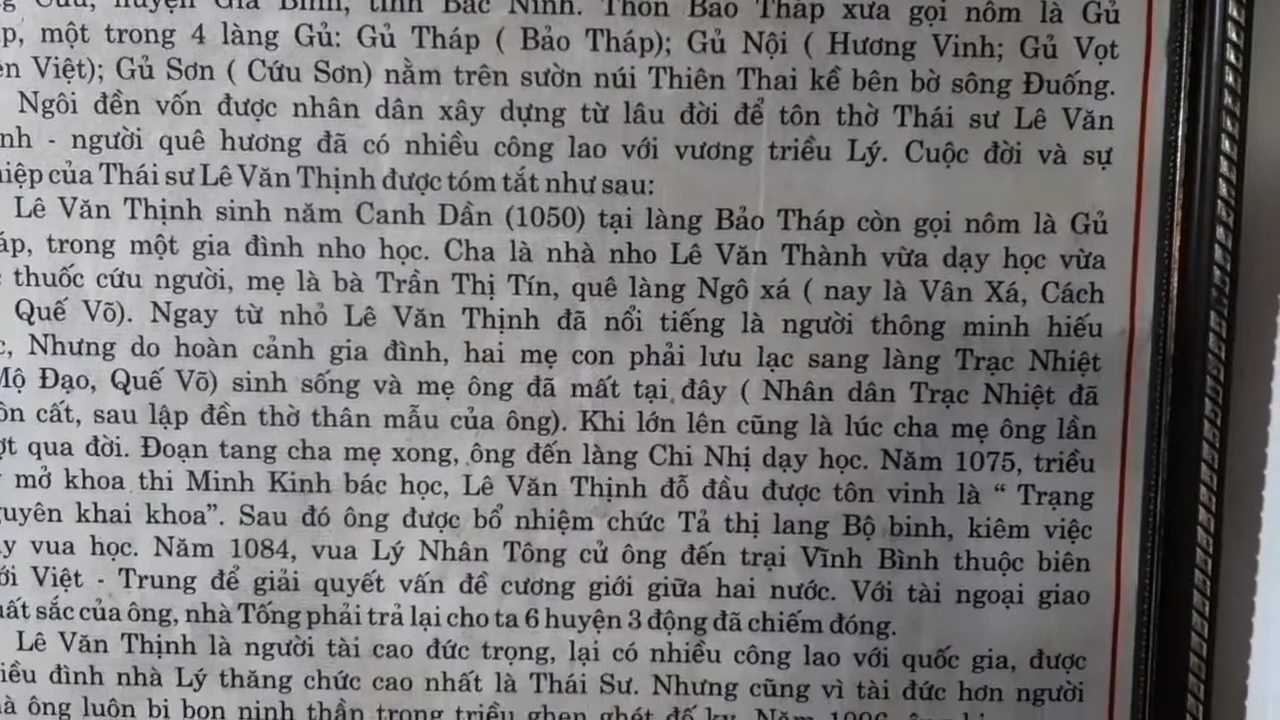 Cứu, huyện Gia Bình, tỉnh Bắc Ninh. Thôn Bảo Tháp xưa gọi nôm là Gủ
một trong 4 làng Gủ: Gủ Tháp ( Bảo Tháp); Gủ Nội ( Hương Vinh; Gủ Vọt
Việt); Gủ Sơn ( Cứu Sơn) nằm trên sườn núi Thiên Thai kề bên bờ sông Đuống.
Ngôi đền vốn được nhân dân xây dựng từ lâu đời để tôn thờ Thái sư Lê Văn
nh - người quê hương đã có nhiều công lao với vương triều Lý. Cuộc đời và sự
iệp của Thái sư Lê Văn Thịnh được tóm tắt như sau:
Lê Văn Thịnh sinh năm Canh Dần (1050) tại làng Bảo Tháp còn gọi nôm là Gủ
áp, trong một gia đình nho học. Cha là nhà nho Lê Văn Thành vừa dạy học vừa
thuốc cứu người, mẹ là bà Trần Thị Tín, quê làng Ngô xá ( nay là Vân Xá, Cách
Quế Võ). Ngay từ nhỏ Lê Văn Thịnh đã nổi tiếng là người thông minh hiếu
c, Nhưng do hoàn cảnh gia đình, hai mẹ con phải lưu lạc sang làng Trạc Nhiệt
Mộ Đạo, Quế Võ) sinh sống và mẹ ông đã mất tại đây ( Nhân dân Trạc Nhiệt đã
ôn cất, sau lập đền thờ thân mẫu của ông). Khi lớn lên cũng là lúc cha mẹ ông lần
ợt qua đời. Đoạn tang cha mẹ xong, ông đến làng Chi Nhị dạy học. Năm 1075, triều
mở khoa thi Minh Kinh bác học, Lê Văn Thịnh đỗ đầu được tôn vinh là “ Trạng
guyên khai khoa”. Sau đó ông được bổ nhiệm chức Tả thị lang Bộ binh, kiêm việc
y vua học. Năm 1084, vua Lý Nhân Tông cử ông đến trại Vĩnh Bình thuộc biên
ới Việt - Trung để giải quyết vấn đề cương giới giữa hai nước. Với tài ngoại giao
ất sắc của ông, nhà Tống phải trả lại cho ta 6 huyện 3 động đã chiếm đóng.
Lê Văn Thịnh là người tài cao đức trọng, lại có nhiều công lao với quốc gia, được
iều đình nhà Lý thăng chức cao nhất là Thái Sư. Nhưng cũng vì tài đức hơn người
à ông luôn bị bọn nịnh thần trong triều ghen ghét đố kỵ. Năm 1096